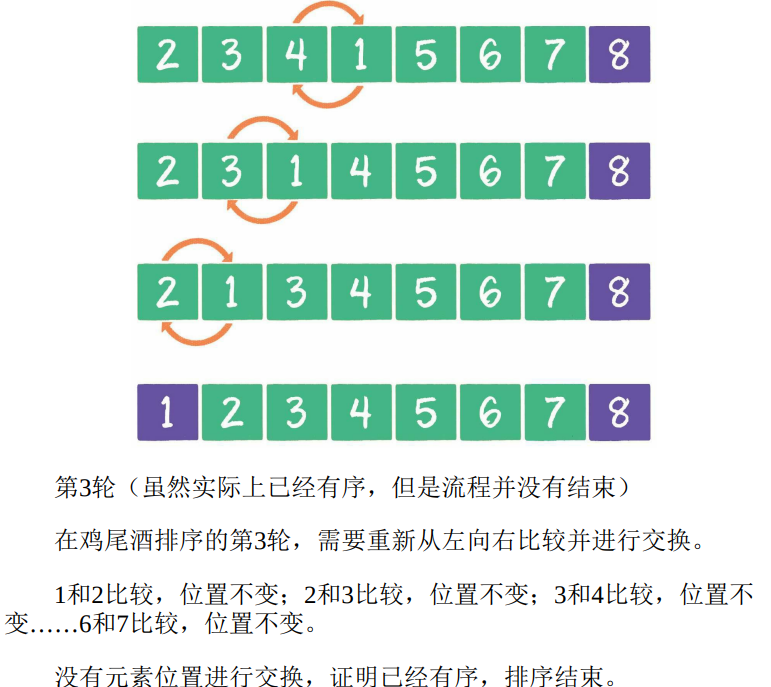 2 3 4 1 5 6 7 8
2 3 1 4 5 6 7 8
2 1 3 4 5 6 7 8
1 2 3 4 5 6 7 8
第3轮（虽然实际上已经有序，但是流程并没有结束）
在鸡尾酒排序的第3轮，需要重新从左向右比较并进行交换。
1和2比较，位置不变；2和3比较，位置不变；3和4比较，位置不
变……6和7比较，位置不变。
没有元素位置进行交换，证明已经有序，排序结束。